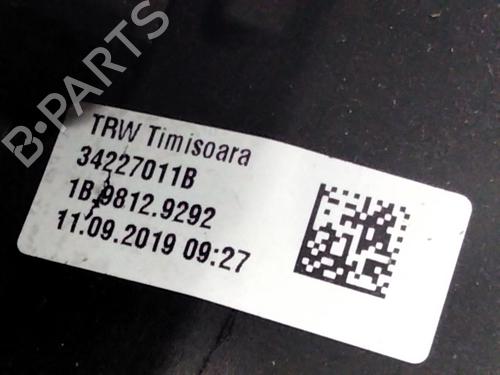 B-PARTS
TRW Timisoara
34227011B
1B.9812.9292
11.09.2019 09:27